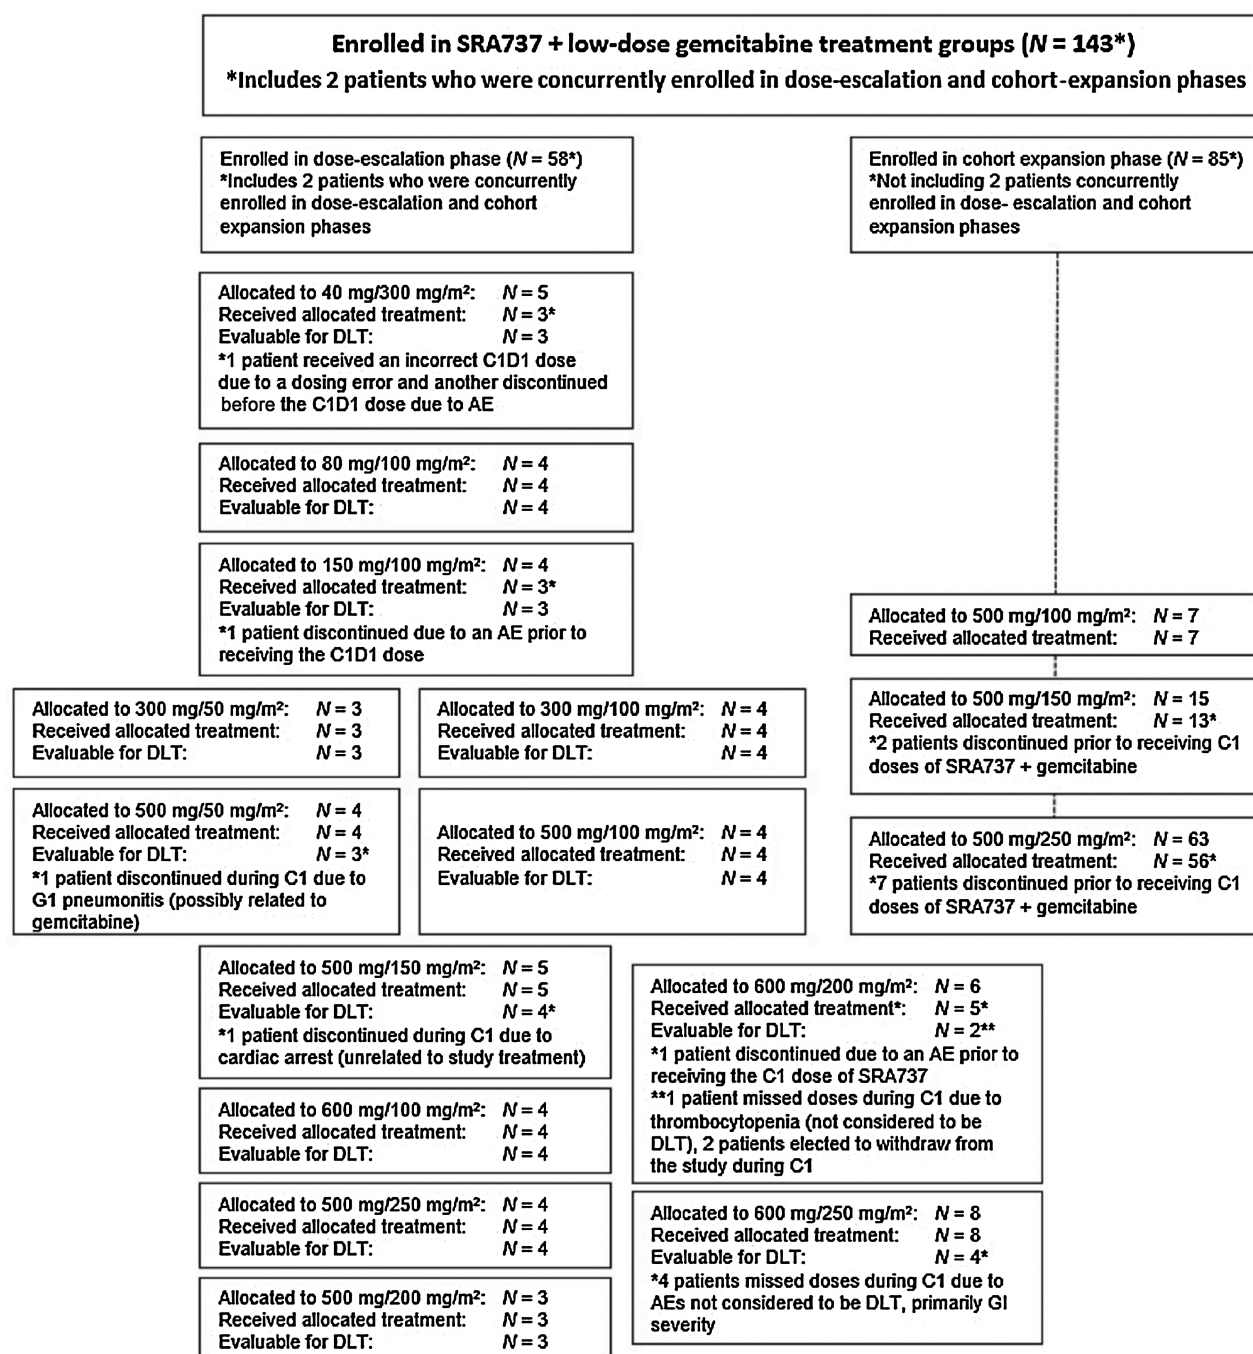 Enrolled in SRA737 + low-dose gemcitabine treatment groups (N = 143*)
*Includes 2 patients who were concurrently enrolled in dose-escalation and cohort-expansion phases
Enrolled in dose-escalation phase (N = 58*)
*Includes 2 patients who were concurrently
enrolled in dose-escalation and cohort
expansion phases
Enrolled in cohort expansion phase (N = 85*)
*Not including 2 patients concurrently
enrolled in dose- escalation and cohort
expansion phases
Allocated to 40 mg/300 mg/m²: N = 5
Received allocated treatment: N = 3*
Evaluable for DLT: N = 3
*1 patient received an incorrect C1D1 dose
due to a dosing error and another discontinued
before the C1D1 dose due to AE
Allocated to 80 mg/100 mg/m²: N = 4
Received allocated treatment: N = 4
Evaluable for DLT: N = 4
Allocated to 150 mg/100 mg/m²: N = 4
Received allocated treatment: N = 3*
Evaluable for DLT: N = 3
*1 patient discontinued due to an AE prior to
receiving the C1D1 dose
Allocated to 500 mg/100 mg/m²: N = 7
Received allocated treatment: N = 7
Allocated to 300 mg/50 mg/m²: N = 3
Received allocated treatment: N = 3
Evaluable for DLT: N = 3
Allocated to 300 mg/100 mg/m²: N = 4
Received allocated treatment: N = 4
Evaluable for DLT: N = 4
Allocated to 500 mg/150 mg/m²: N = 15
Received allocated treatment: N = 13*
*2 patients discontinued prior to receiving C1
doses of SRA737 + gemcitabine
Allocated to 500 mg/50 mg/m²: N = 4
Received allocated treatment: N = 4
Evaluable for DLT: N = 3*
*1 patient discontinued during C1 due to
G1 pneumonitis (possibly related to
gemcitabine)
Allocated to 500 mg/100 mg/m²: N = 4
Received allocated treatment: N = 4
Evaluable for DLT: N = 4
Allocated to 500 mg/250 mg/m²: N = 63
Received allocated treatment: N = 56*
*7 patients discontinued prior to receiving C1
doses of SRA737 + gemcitabine
Allocated to 500 mg/150 mg/m²: N = 5
Received allocated treatment: N = 5
Evaluable for DLT: N = 4*
*1 patient discontinued during C1 due to
cardiac arrest (unrelated to study treatment)
Allocated to 600 mg/200 mg/m²: N = 6
Received allocated treatment*: N = 5*
Evaluable for DLT: N = 2**
*1 patient discontinued due to an AE prior to
receiving the C1 dose of SRA737
**1 patient missed doses during C1 due to
thrombocytopenia (not considered to be
DLT), 2 patients elected to withdraw from
the study during C1
Allocated to 600 mg/100 mg/m²: N = 4
Received allocated treatment: N = 4
Evaluable for DLT: N = 4
Allocated to 500 mg/250 mg/m²: N = 4
Received allocated treatment: N = 4
Evaluable for DLT: N = 4
Allocated to 600 mg/250 mg/m²: N = 8
Received allocated treatment: N = 8
Evaluable for DLT: N = 4*
*4 patients missed doses during C1 due to
AEs not considered to be DLT, primarily GI
severity
Allocated to 500 mg/200 mg/m²: N = 3
Received allocated treatment: N = 3
Evaluable for DLT: N = 3